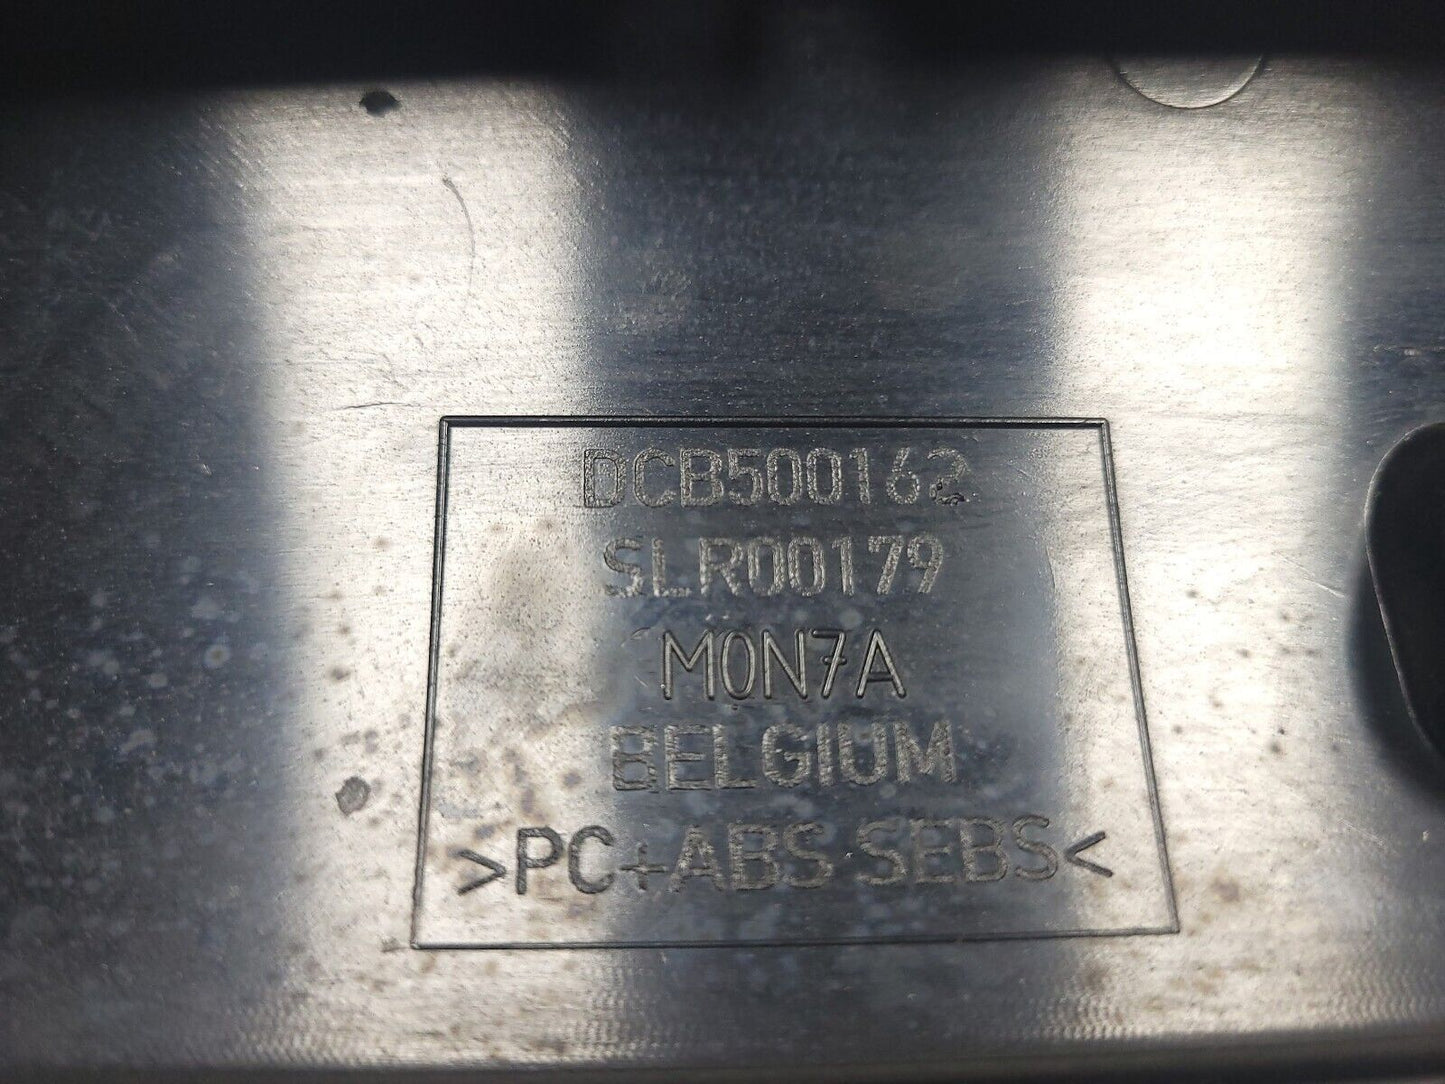 DCB500162
SLR00179
M0N7A
BELGIUM
>PC+ABS SEBS<